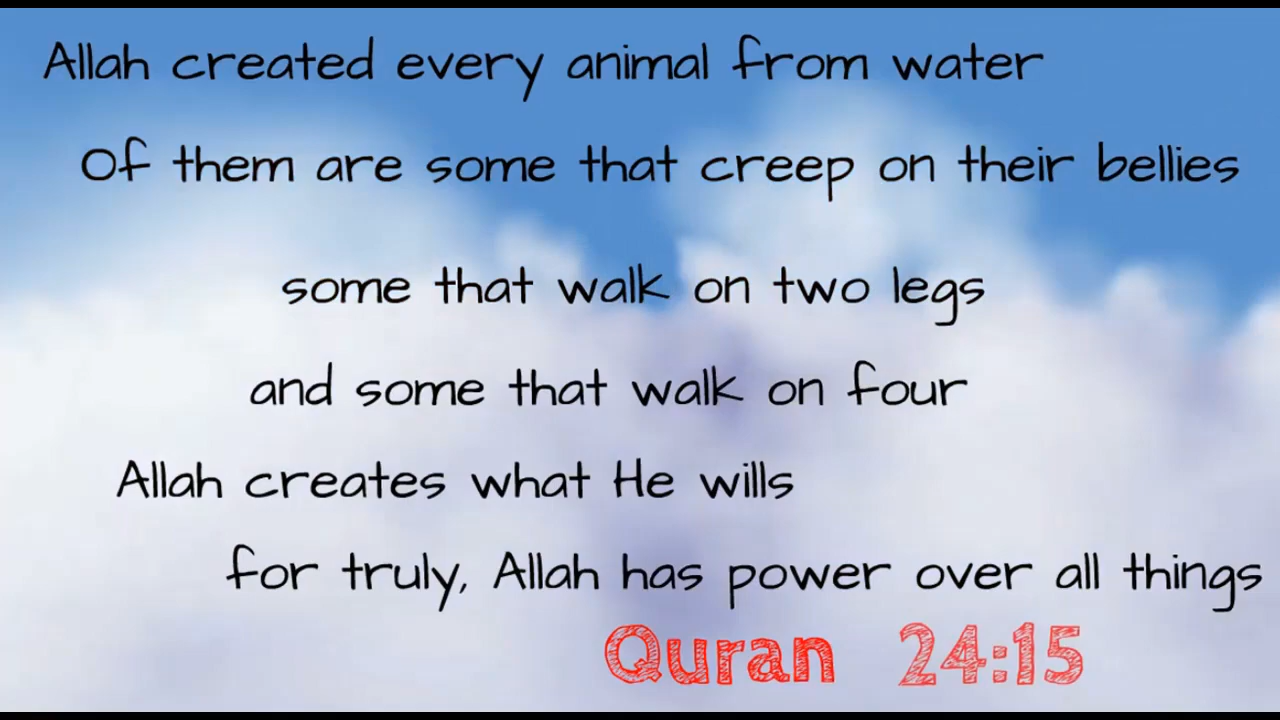 Allah created every animal from water
Of them are some that creep on their bellies
some that walk on two legs
and some that walk on four
Allah creates what He wills
for truly, Allah has power over all things
Quran 24:15